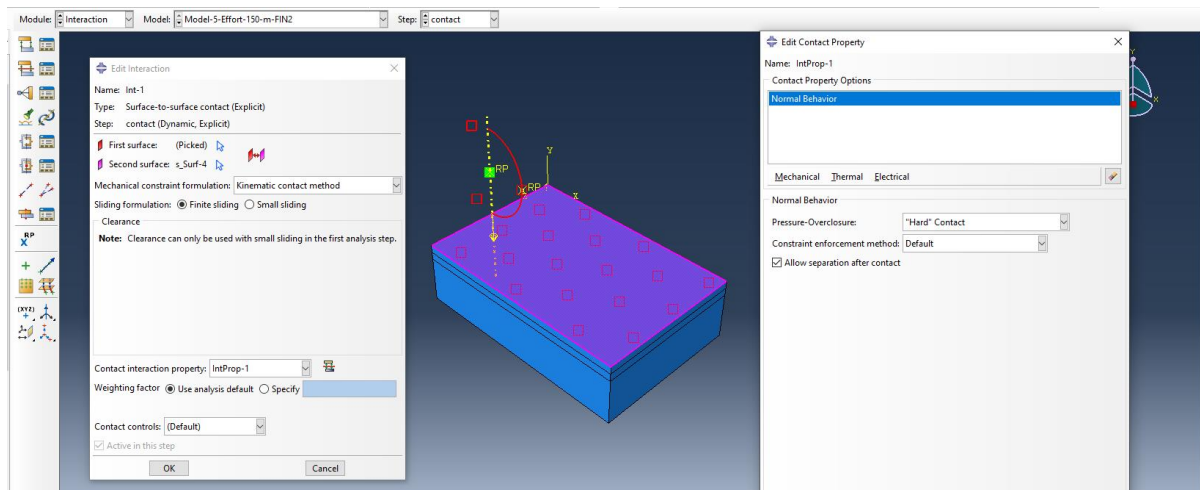 Module: Interaction Model: Model-5-Effort-150-m-FIN2 Step: contact
Edit Interaction
Name: Int-1
Type: Surface-to-surface contact (Explicit)
Step: contact (Dynamic, Explicit)
First surface: (Picked)
Second surface: s_Surf-4
Mechanical constraint formulation: Kinematic contact method
Sliding formulation: Finite sliding Small sliding
Clearance
Note: Clearance can only be used with small sliding in the first analysis step.
Contact interaction property: IntProp-1
Weighting factor Use analysis default Specify
Contact controls: (Default)
Active in this step
OK Cancel
RP
(XYZ)
RP
RP
Y
X
Edit Contact Property
Name: IntProp-1
Contact Property Options
Normal Behavior
Mechanical Thermal Electrical
Normal Behavior
Pressure-Overclosure: "Hard" Contact
Constraint enforcement method: Default
Allow separation after contact
Y
X